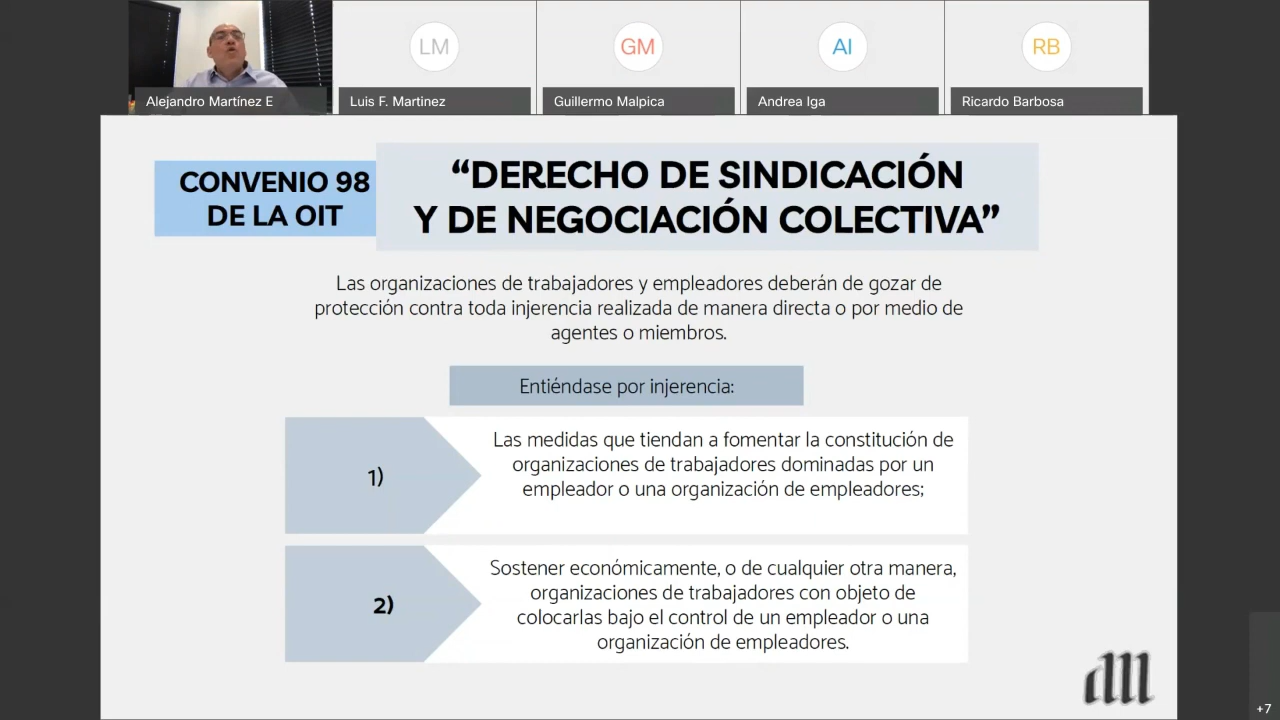 LM
GM
AI
RB
Alejandro Martínez E
Luis F. Martinez
Guillermo Malpica
Andrea Iga
Ricardo Barbosa
CONVENIO 98
DE LA OIT
“DERECHO DE SINDICACIÓN
Y DE NEGOCIACIÓN COLECTIVA”
Las organizaciones de trabajadores y empleadores deberán de gozar de
protección contra toda injerencia realizada de manera directa o por medio de
agentes o miembros.
Entiéndase por injerencia:
1)
Las medidas que tiendan a fomentar la constitución de
organizaciones de trabajadores dominadas por un
empleador o una organización de empleadores;
2)
Sostener económicamente, o de cualquier otra manera,
organizaciones de trabajadores con objeto de
colocarlas bajo el control de un empleador o una
organización de empleadores.
+7